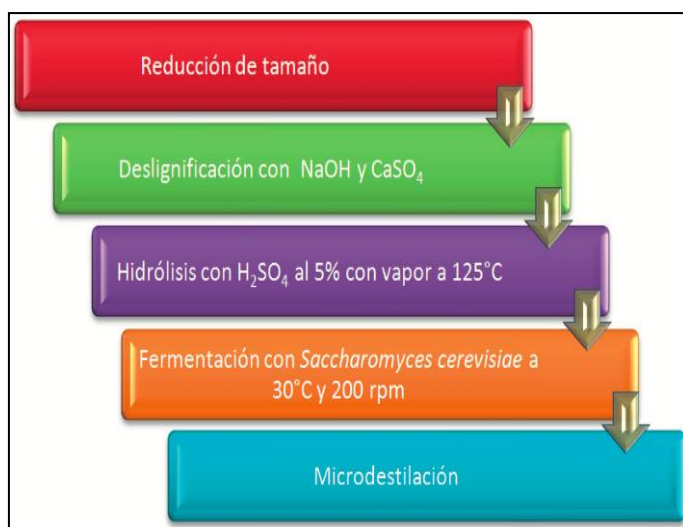 Reducción de tamaño
Deslignificación con NaOH y CaSO₄
Hidrólisis con H₂SO₄ al 5% con vapor a 125°C
Fermentación con Saccharomyces cerevisiae a
30°C y 200 rpm
Microdestilación